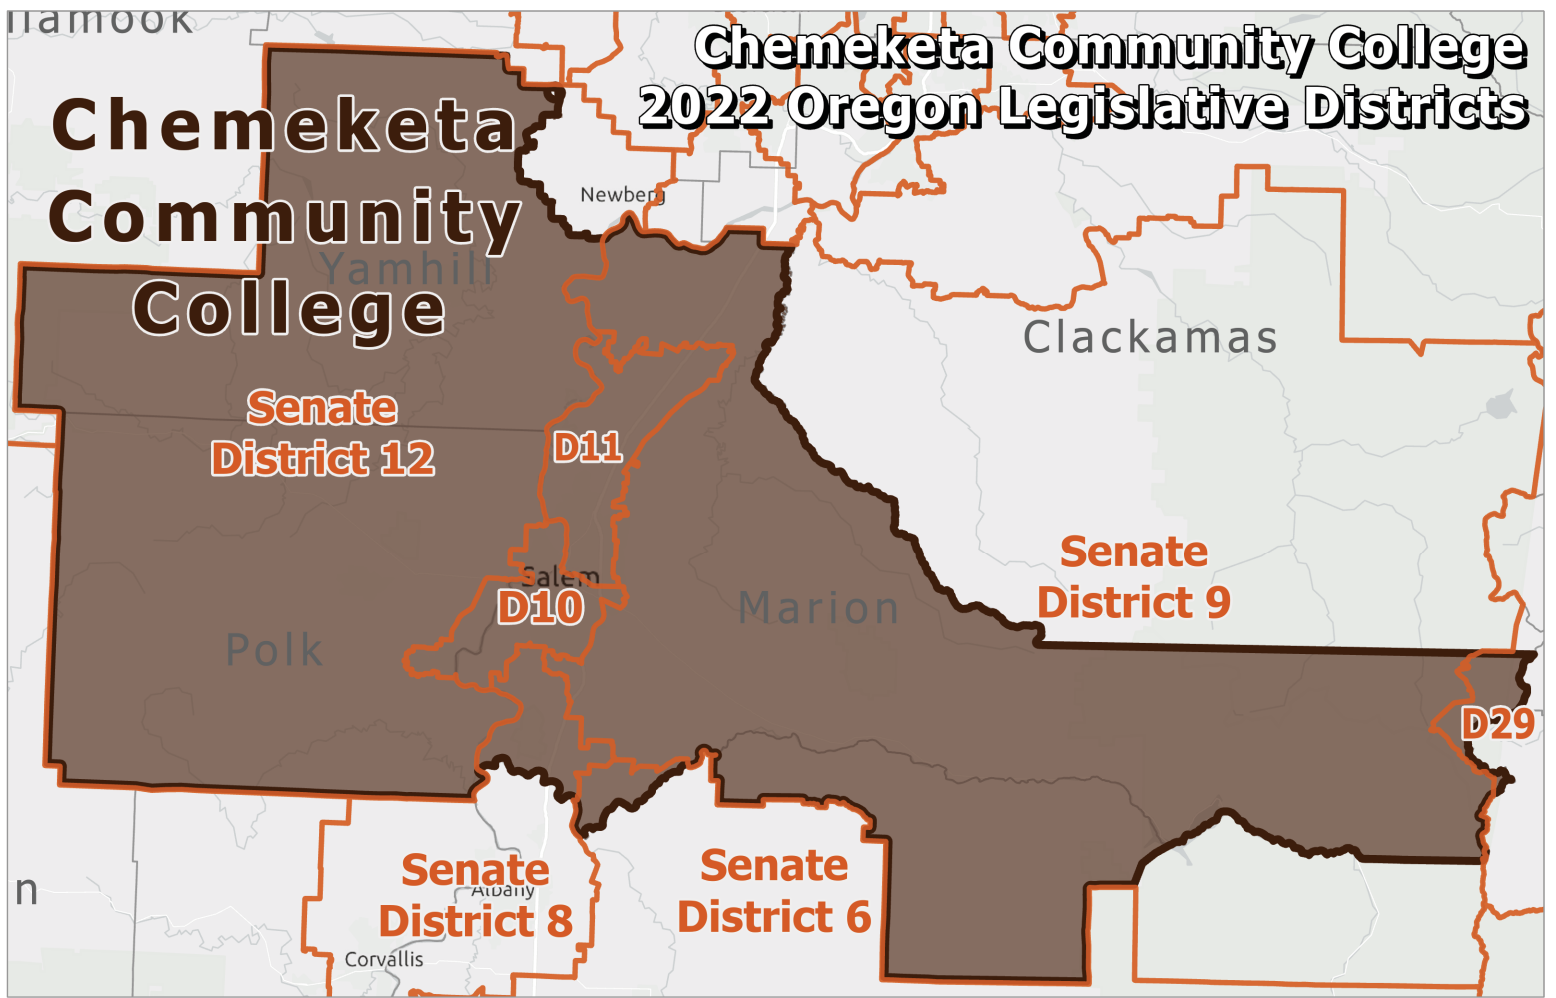 namook
Chemeketa Community College
2022 Oregon Legislative Districts
Chemeketa
Community
College
Newberg
Yamhill
Clackamas
Senate
District 12
D11
Senate
District 9
Salem
D10
Marion
Polk
D29
Senate
District 8
Albany
Senate
District 6
n
Corvallis